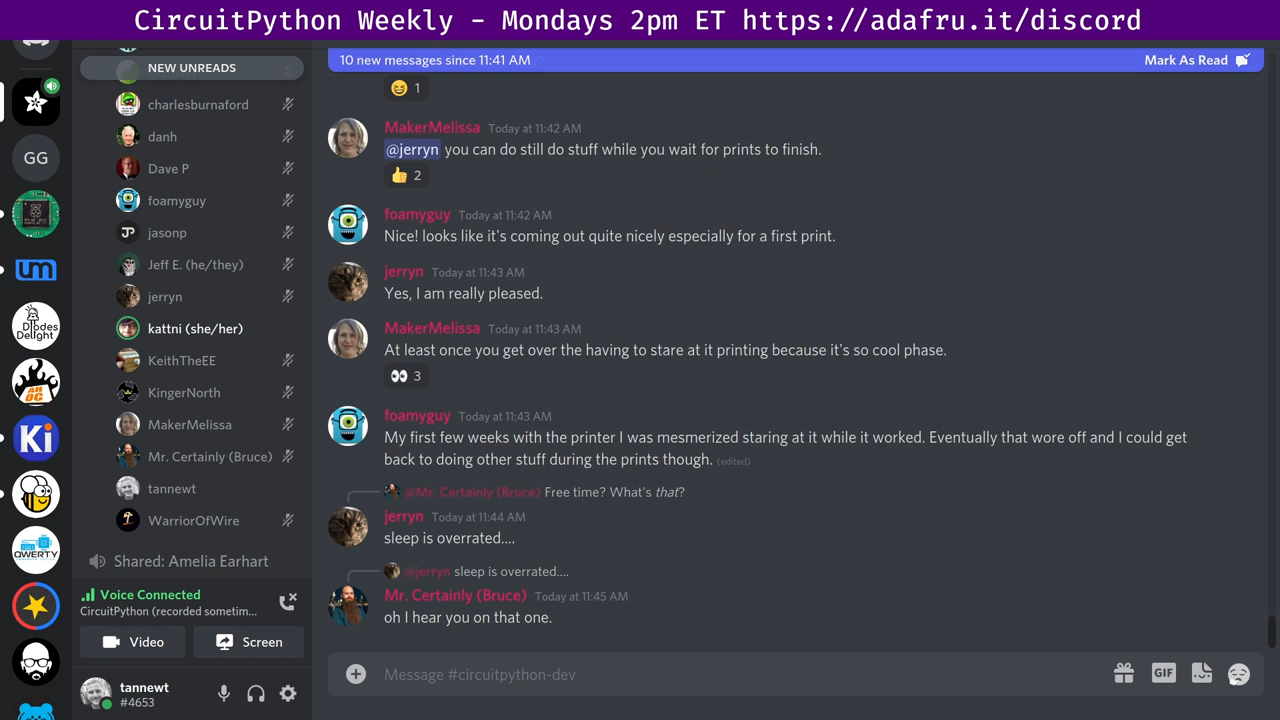 CircuitPython Weekly - Mondays 2pm ET https://adafru.it/discord
NEW UNREADS
charlesburnaford
danh
Dave P
foamyguy
jasonp
Jeff E. (he/they)
jerryn
kattni (she/her)
KeithTheEE
KingerNorth
MakerMelissa
Mr. Certainly (Bruce)
tannewt
WarriorOfWire
Shared: Amelia Earhart
Voice Connected
CircuitPython (recorded sometim...
Video
Screen
tannewt
#4653
GG
um
Diodes
Delight
AHOC
Ki
QWERTY
JP
10 new messages since 11:41 AM
Mark As Read
1
MakerMelissa Today at 11:42 AM
@jerryn you can do still do stuff while you wait for prints to finish.
2
foamyguy Today at 11:42 AM
Nice! looks like it's coming out quite nicely especially for a first print.
jerryn Today at 11:43 AM
Yes, I am really pleased.
MakerMelissa Today at 11:43 AM
At least once you get over the having to stare at it printing because it's so cool phase.
3
foamyguy Today at 11:43 AM
My first few weeks with the printer I was mesmerized staring at it while it worked. Eventually that wore off and I could get
back to doing other stuff during the prints though. (edited)
@Mr. Certainly (Bruce) Free time? What's that?
jerryn Today at 11:44 AM
sleep is overrated....
@jerryn sleep is overrated....
Mr. Certainly (Bruce) Today at 11:45 AM
oh I hear you on that one.
Message #circuitpython-dev
GIF